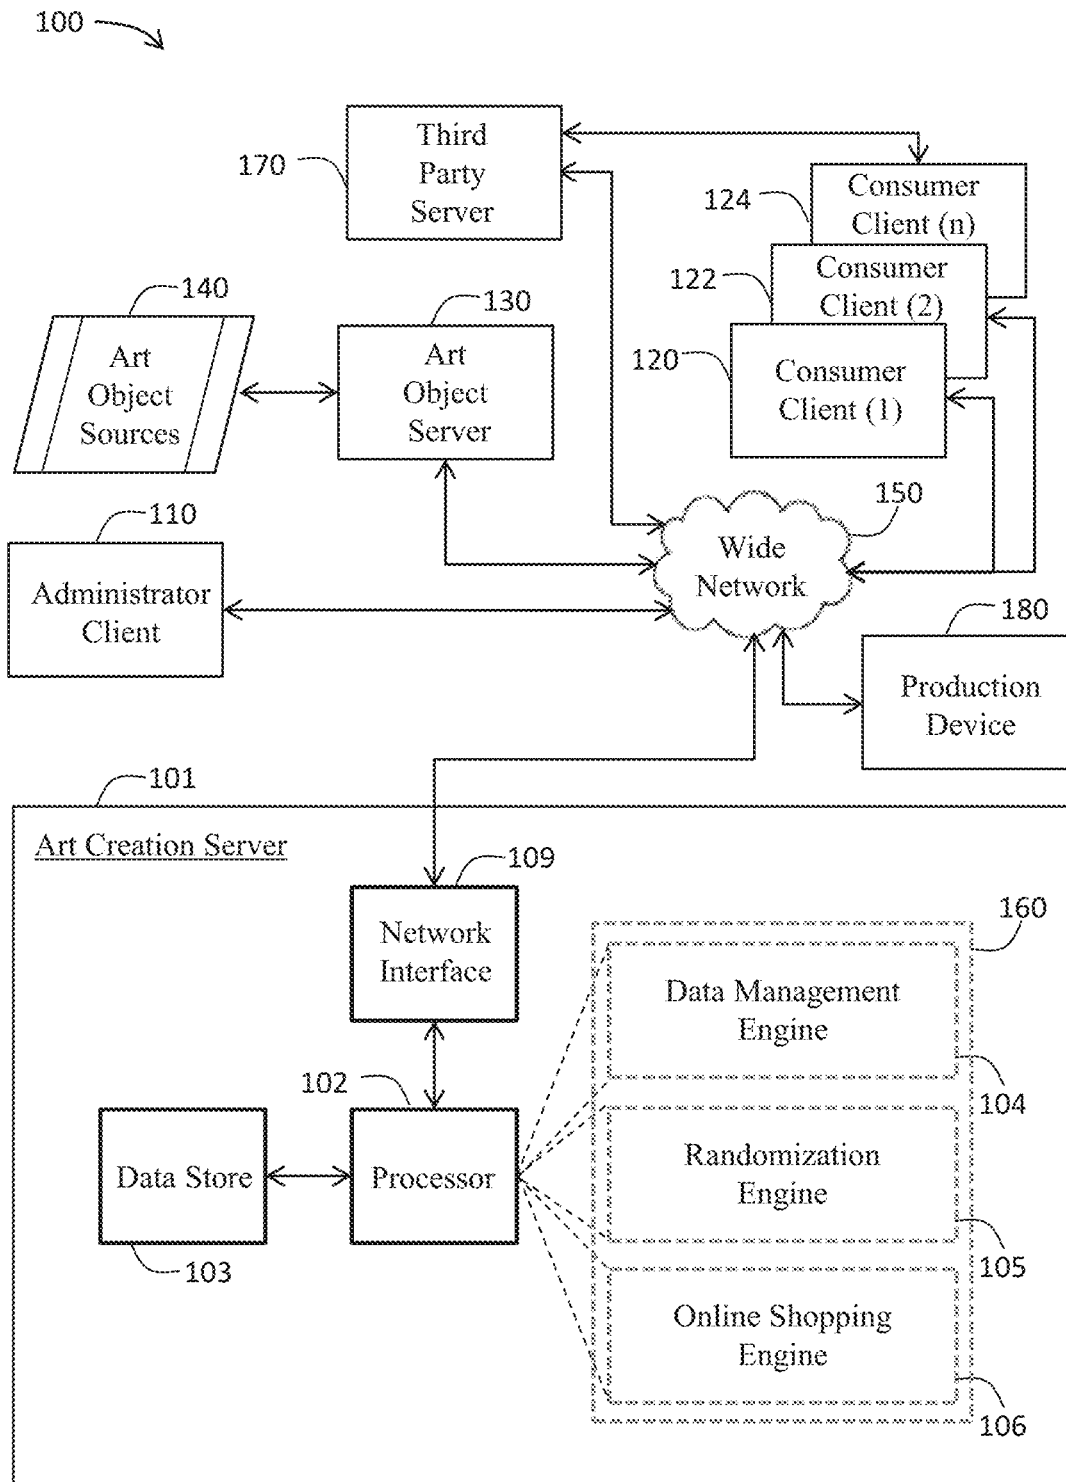 100
Third
Party
Server
170
Consumer
Client (n)
124
Consumer
Client (2)
122
Consumer
Client (1)
120
140
Art
Object
Sources
130
Art
Object
Server
150
Wide
Network
110
Administrator
Client
180
Production
Device
101
Art Creation Server
109
Network
Interface
160
Data Management
Engine
104
102
Processor
Data Store
103
Randomization
Engine
105
Online Shopping
Engine
106